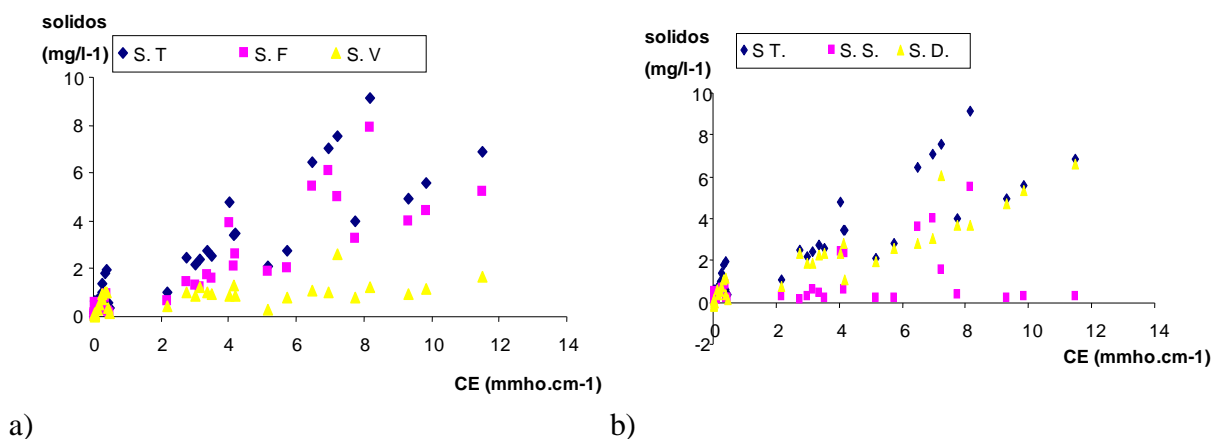 solidos
(mg/l-1)
S. T S. F S. V
10
8
6
4
2
0
0 2 4 6 8 10 12 14
CE (mmho.cm-1)
a)
solidos
(mg/l-1)
S T. S. S. S. D.
10
8
6
4
2
0
-2
0 2 4 6 8 10 12 14
CE (mmho.cm-1)
b)